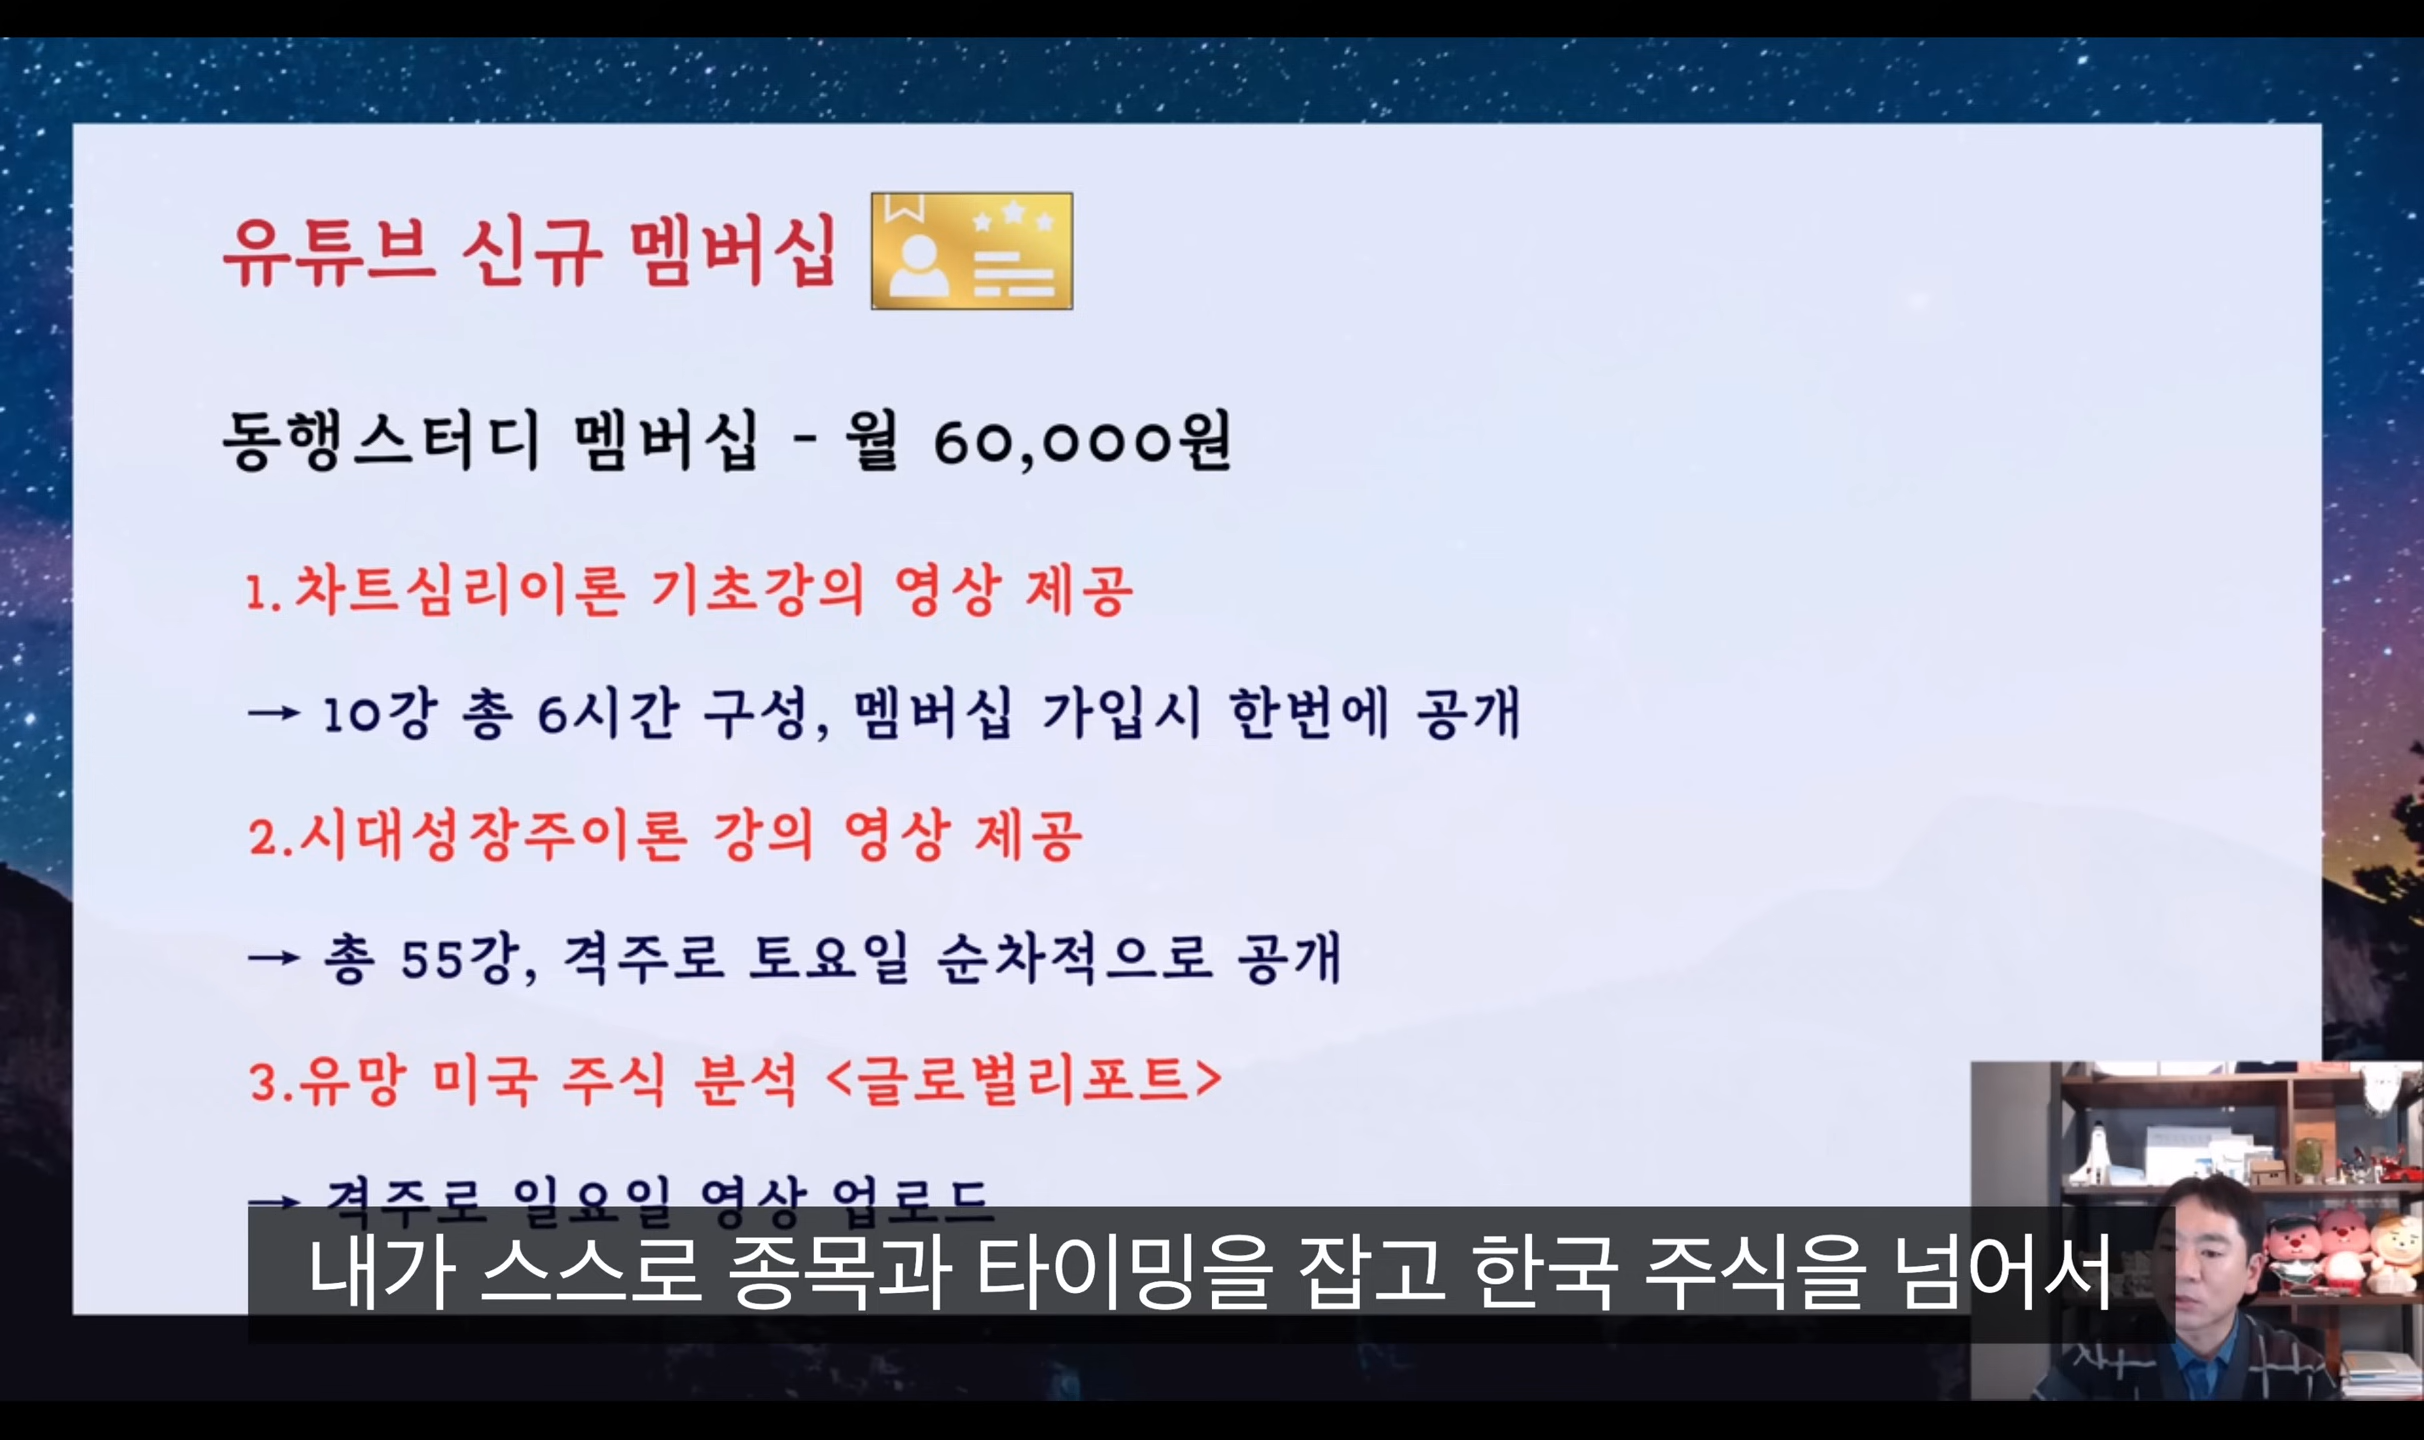 유튜브 신규 멤버십
동행스터디 멤버십 - 월 60,000원
1. 차트심리이론 기초강의 영상 제공
→ 10강 총 6시간 구성, 멤버십 가입시 한번에 공개
2.시대성장주이론 강의 영상 제공
→ 총 55강, 격주로 토요일 순차적으로 공개
3.유망 미국 주식 분석 <글로벌리포트>
→ 격주로 일요일 영상 업로드
내가 스스로 종목과 타이밍을 잡고 한국 주식을 넘어서